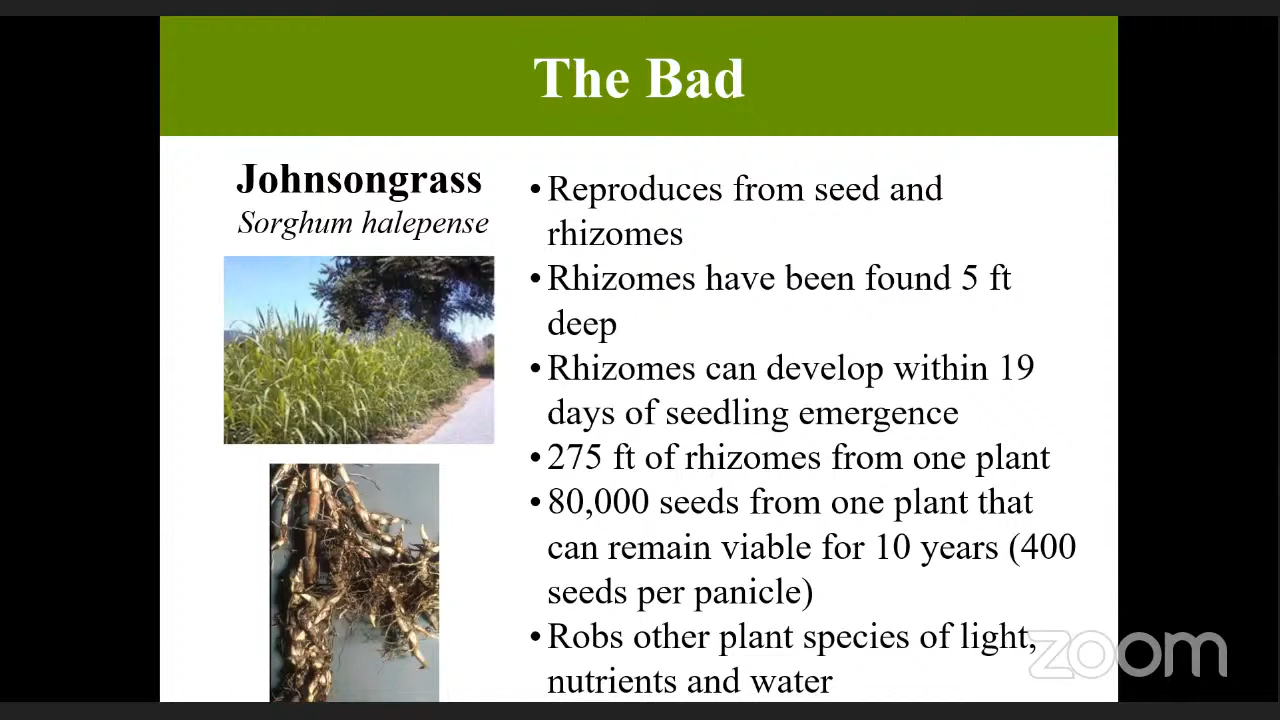 The Bad
Johnsongrass
Sorghum halepense
• Reproduces from seed and
rhizomes
• Rhizomes have been found 5 ft
deep
• Rhizomes can develop within 19
days of seedling emergence
• 275 ft of rhizomes from one plant
• 80,000 seeds from one plant that
can remain viable for 10 years (400
seeds per panicle)
• Robs other plant species of light,
nutrients and water
zoom